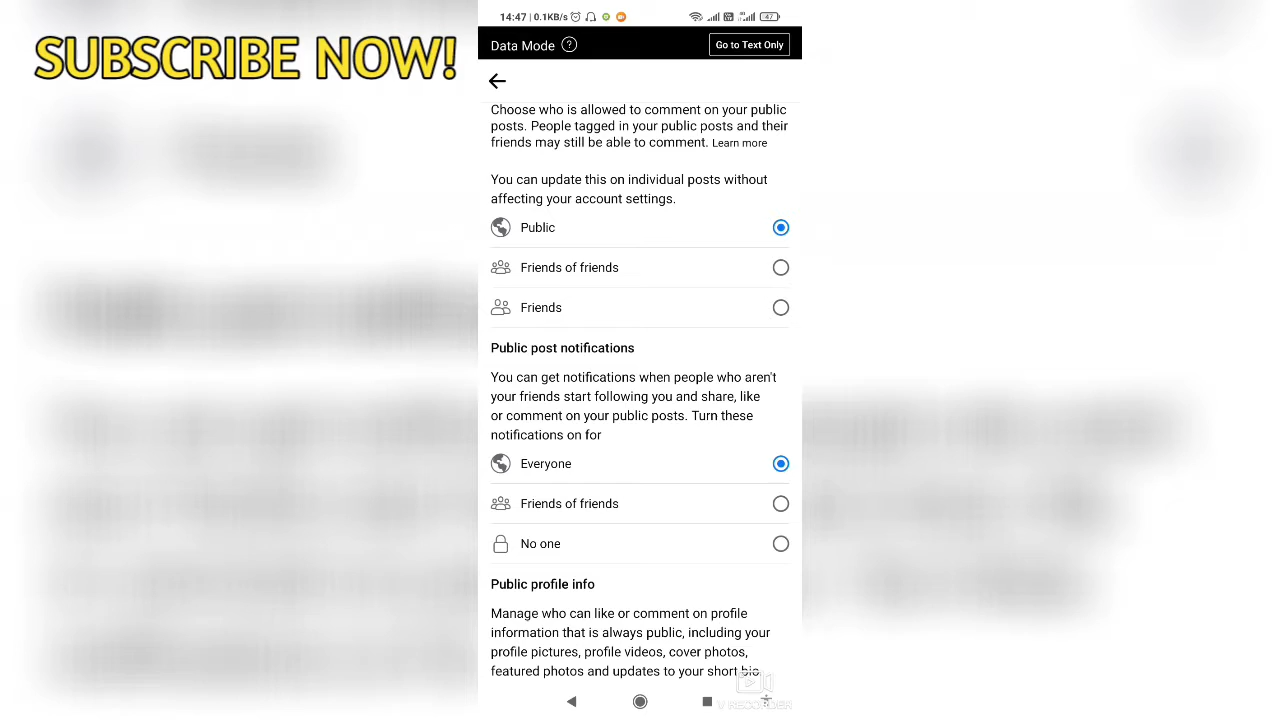 SUBSCRIBE NOW!
14:47 | 0.1KB/s
47
Data Mode ?
Go to Text Only
Choose who is allowed to comment on your public
posts. People tagged in your public posts and their
friends may still be able to comment. Learn more
You can update this on individual posts without
affecting your account settings.
Public
Friends of friends
Friends
Public post notifications
You can get notifications when people who aren't
your friends start following you and share, like
or comment on your public posts. Turn these
notifications on for
Everyone
Friends of friends
No one
Public profile info
Manage who can like or comment on profile
information that is always public, including your
profile pictures, profile videos, cover photos,
featured photos and updates to your short bio
V RECORDER